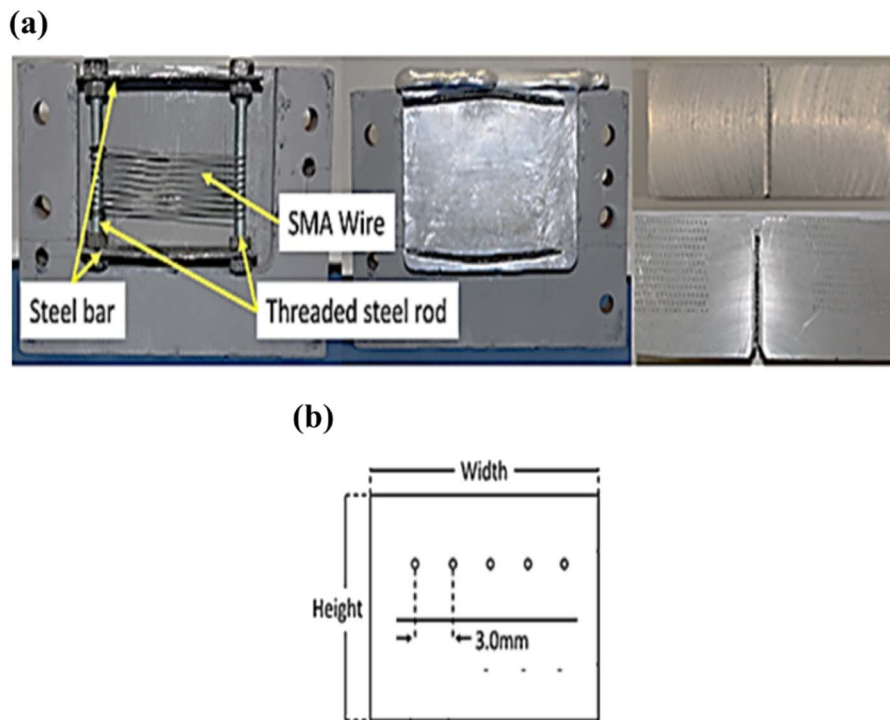 (a)
SMA Wire
Steel bar
Threaded steel rod
(b)
Width
Height
3.0mm